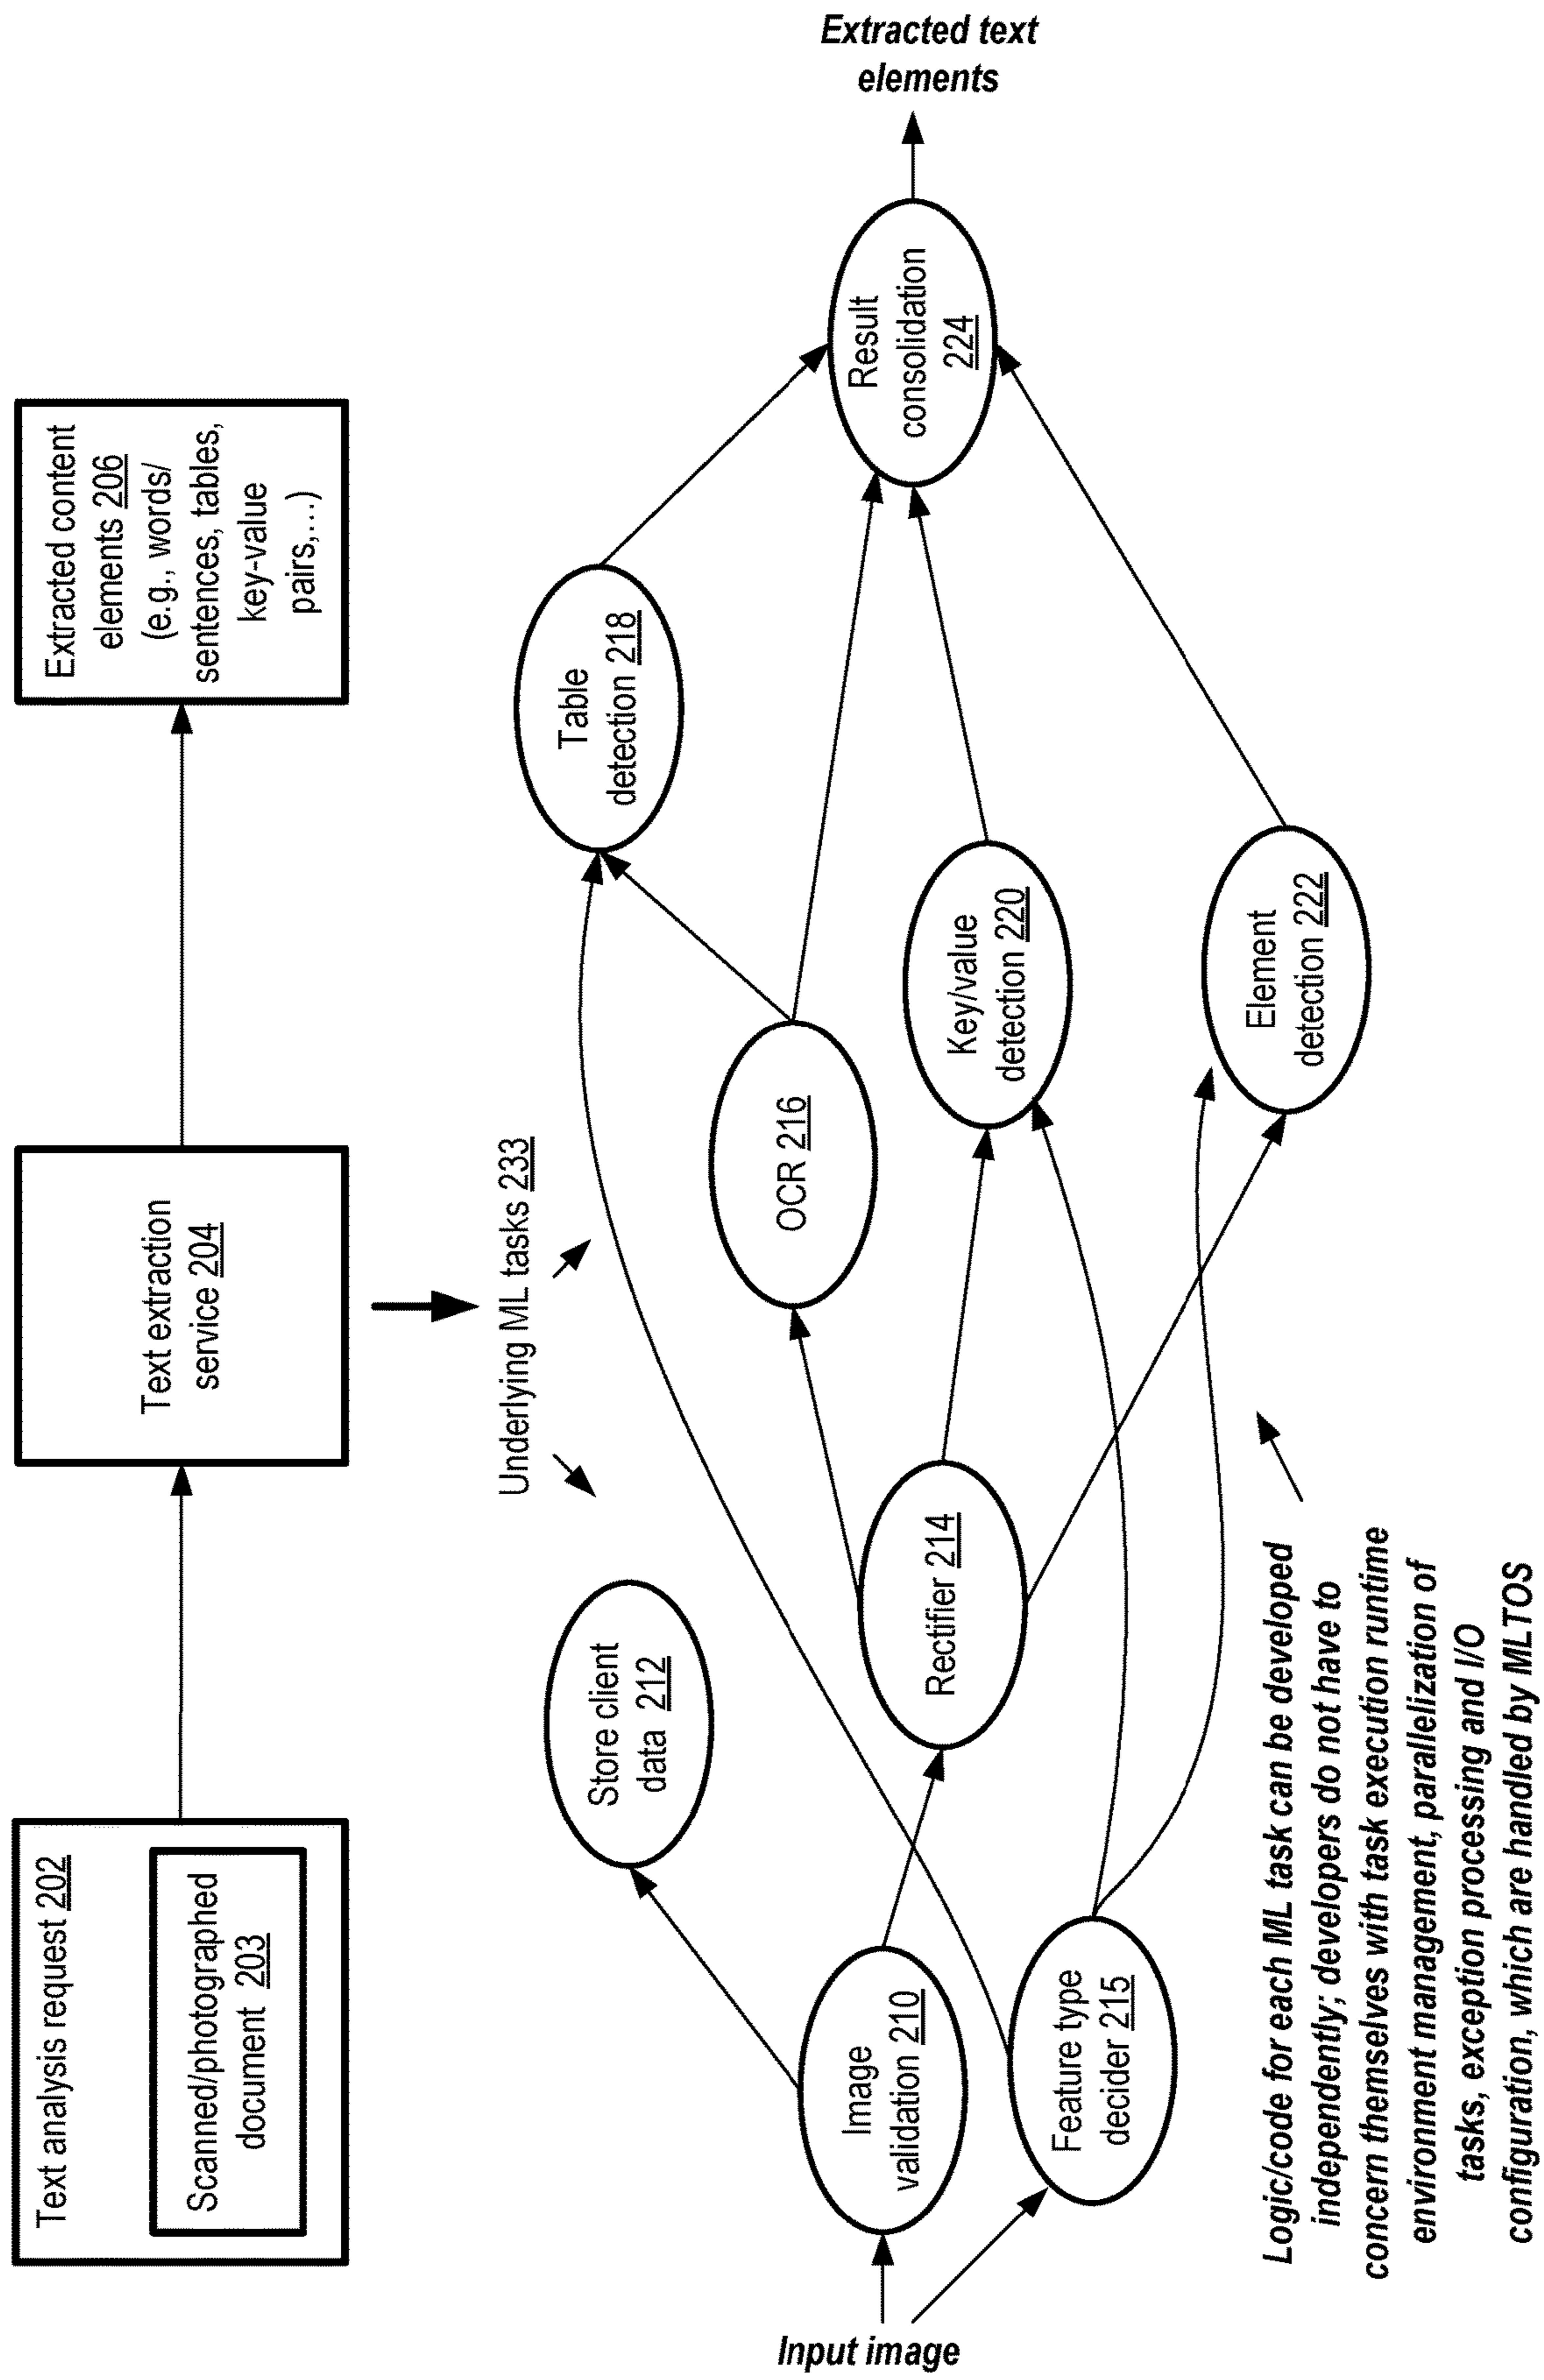 Text analysis request 202
Scanned/photographed
document 203
Text extraction
service 204
Extracted content
elements 206
(e.g., words/
sentences, tables,
key-value
pairs,…)
Underlying ML tasks 233
Input image
Image
validation 210
Feature type
decider 215
Store client
data 212
Rectifier 214
OCR 216
Table
detection 218
Key/value
detection 220
Element
detection 222
Result
consolidation
224
Extracted text
elements
Logic/code for each ML task can be developed
independently; developers do not have to
concern themselves with task execution runtime
environment management, parallelization of
tasks, exception processing and I/O
configuration, which are handled by MLTOS